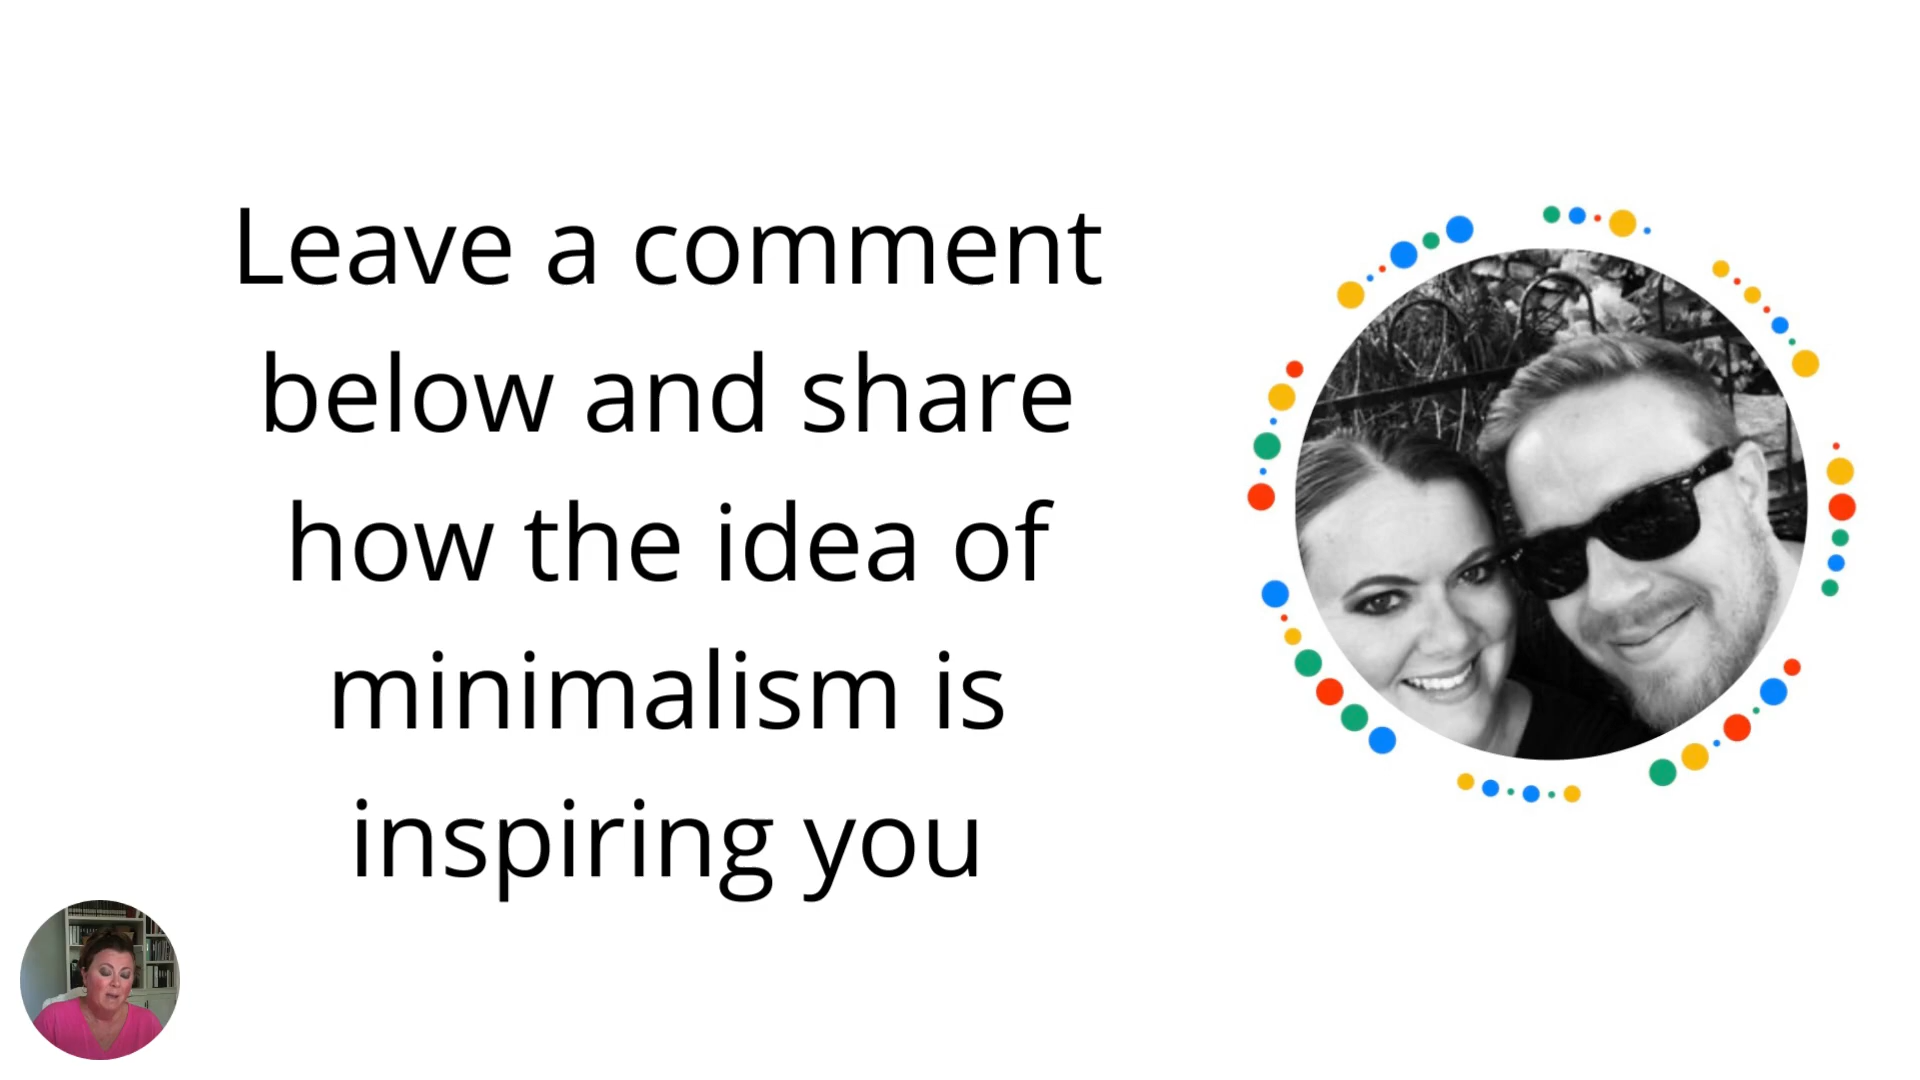 Leave a comment
below and share
how the idea of
minimalism is
inspiring you